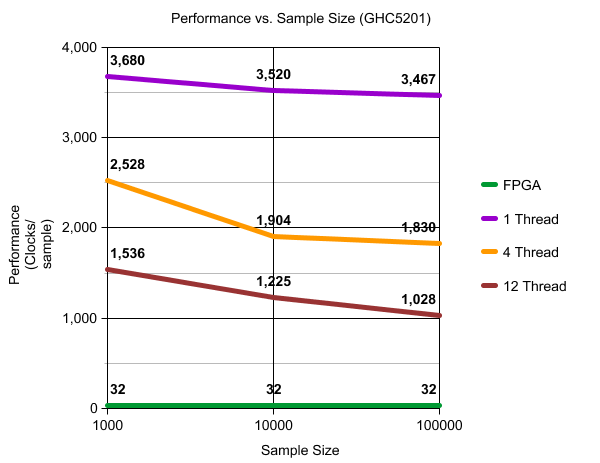 Performance vs. Sample Size (GHC5201)
4,000
3,680
3,520
3,467
3,000
2,528
FPGA
1 Thread
4 Thread
12 Thread
Performance
(Clocks/
sample)
2,000
1,904
1,830
1,536
1,225
1,028
1,000
32
32
32
0
1000
10000
100000
Sample Size